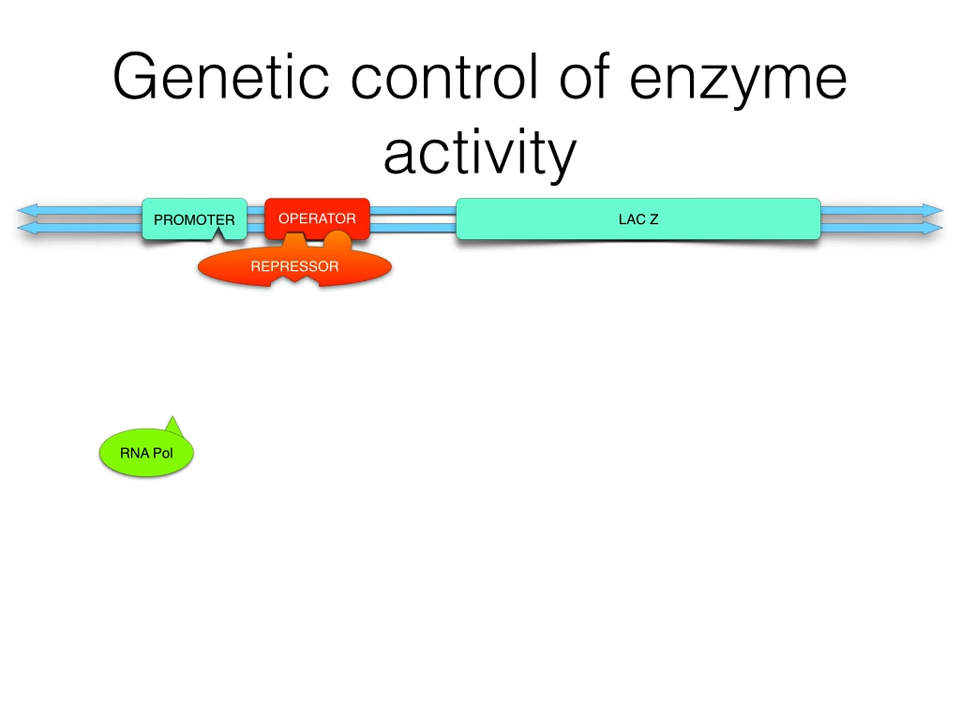 Genetic control of enzyme
activity
PROMOTER
OPERATOR
LAC Z
REPRESSOR
RNA Pol